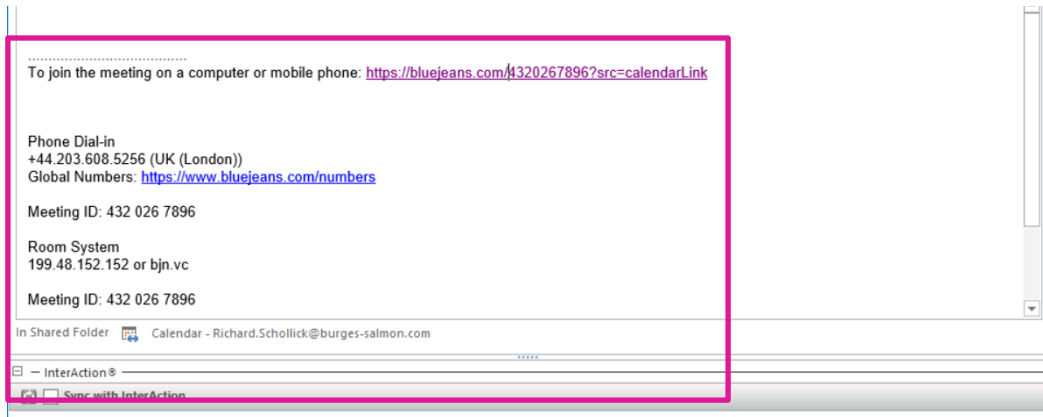 To join the meeting on a computer or mobile phone: https://bluejeans.com/4320267896?src=calendarLink
Phone Dial-in
+44.203.608.5256 (UK (London))
Global Numbers: https://www.bluejeans.com/numbers
Meeting ID: 432 026 7896
Room System
199.48.152.152 or bjn.vc
Meeting ID: 432 026 7896
In Shared Folder Calendar - Richard.Schollick@burges-salmon.com
InterAction®
Sync with InterAction